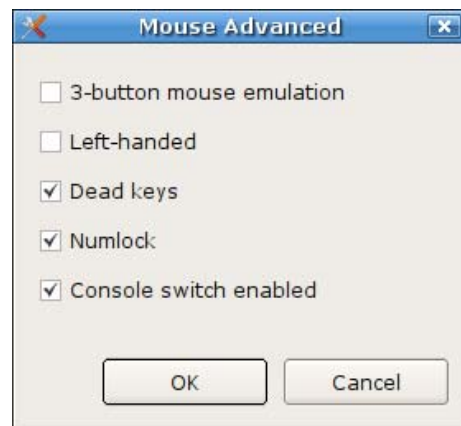 Mouse Advanced
3-button mouse emulation
Left-handed
Dead keys
Numlock
Console switch enabled
OK Cancel